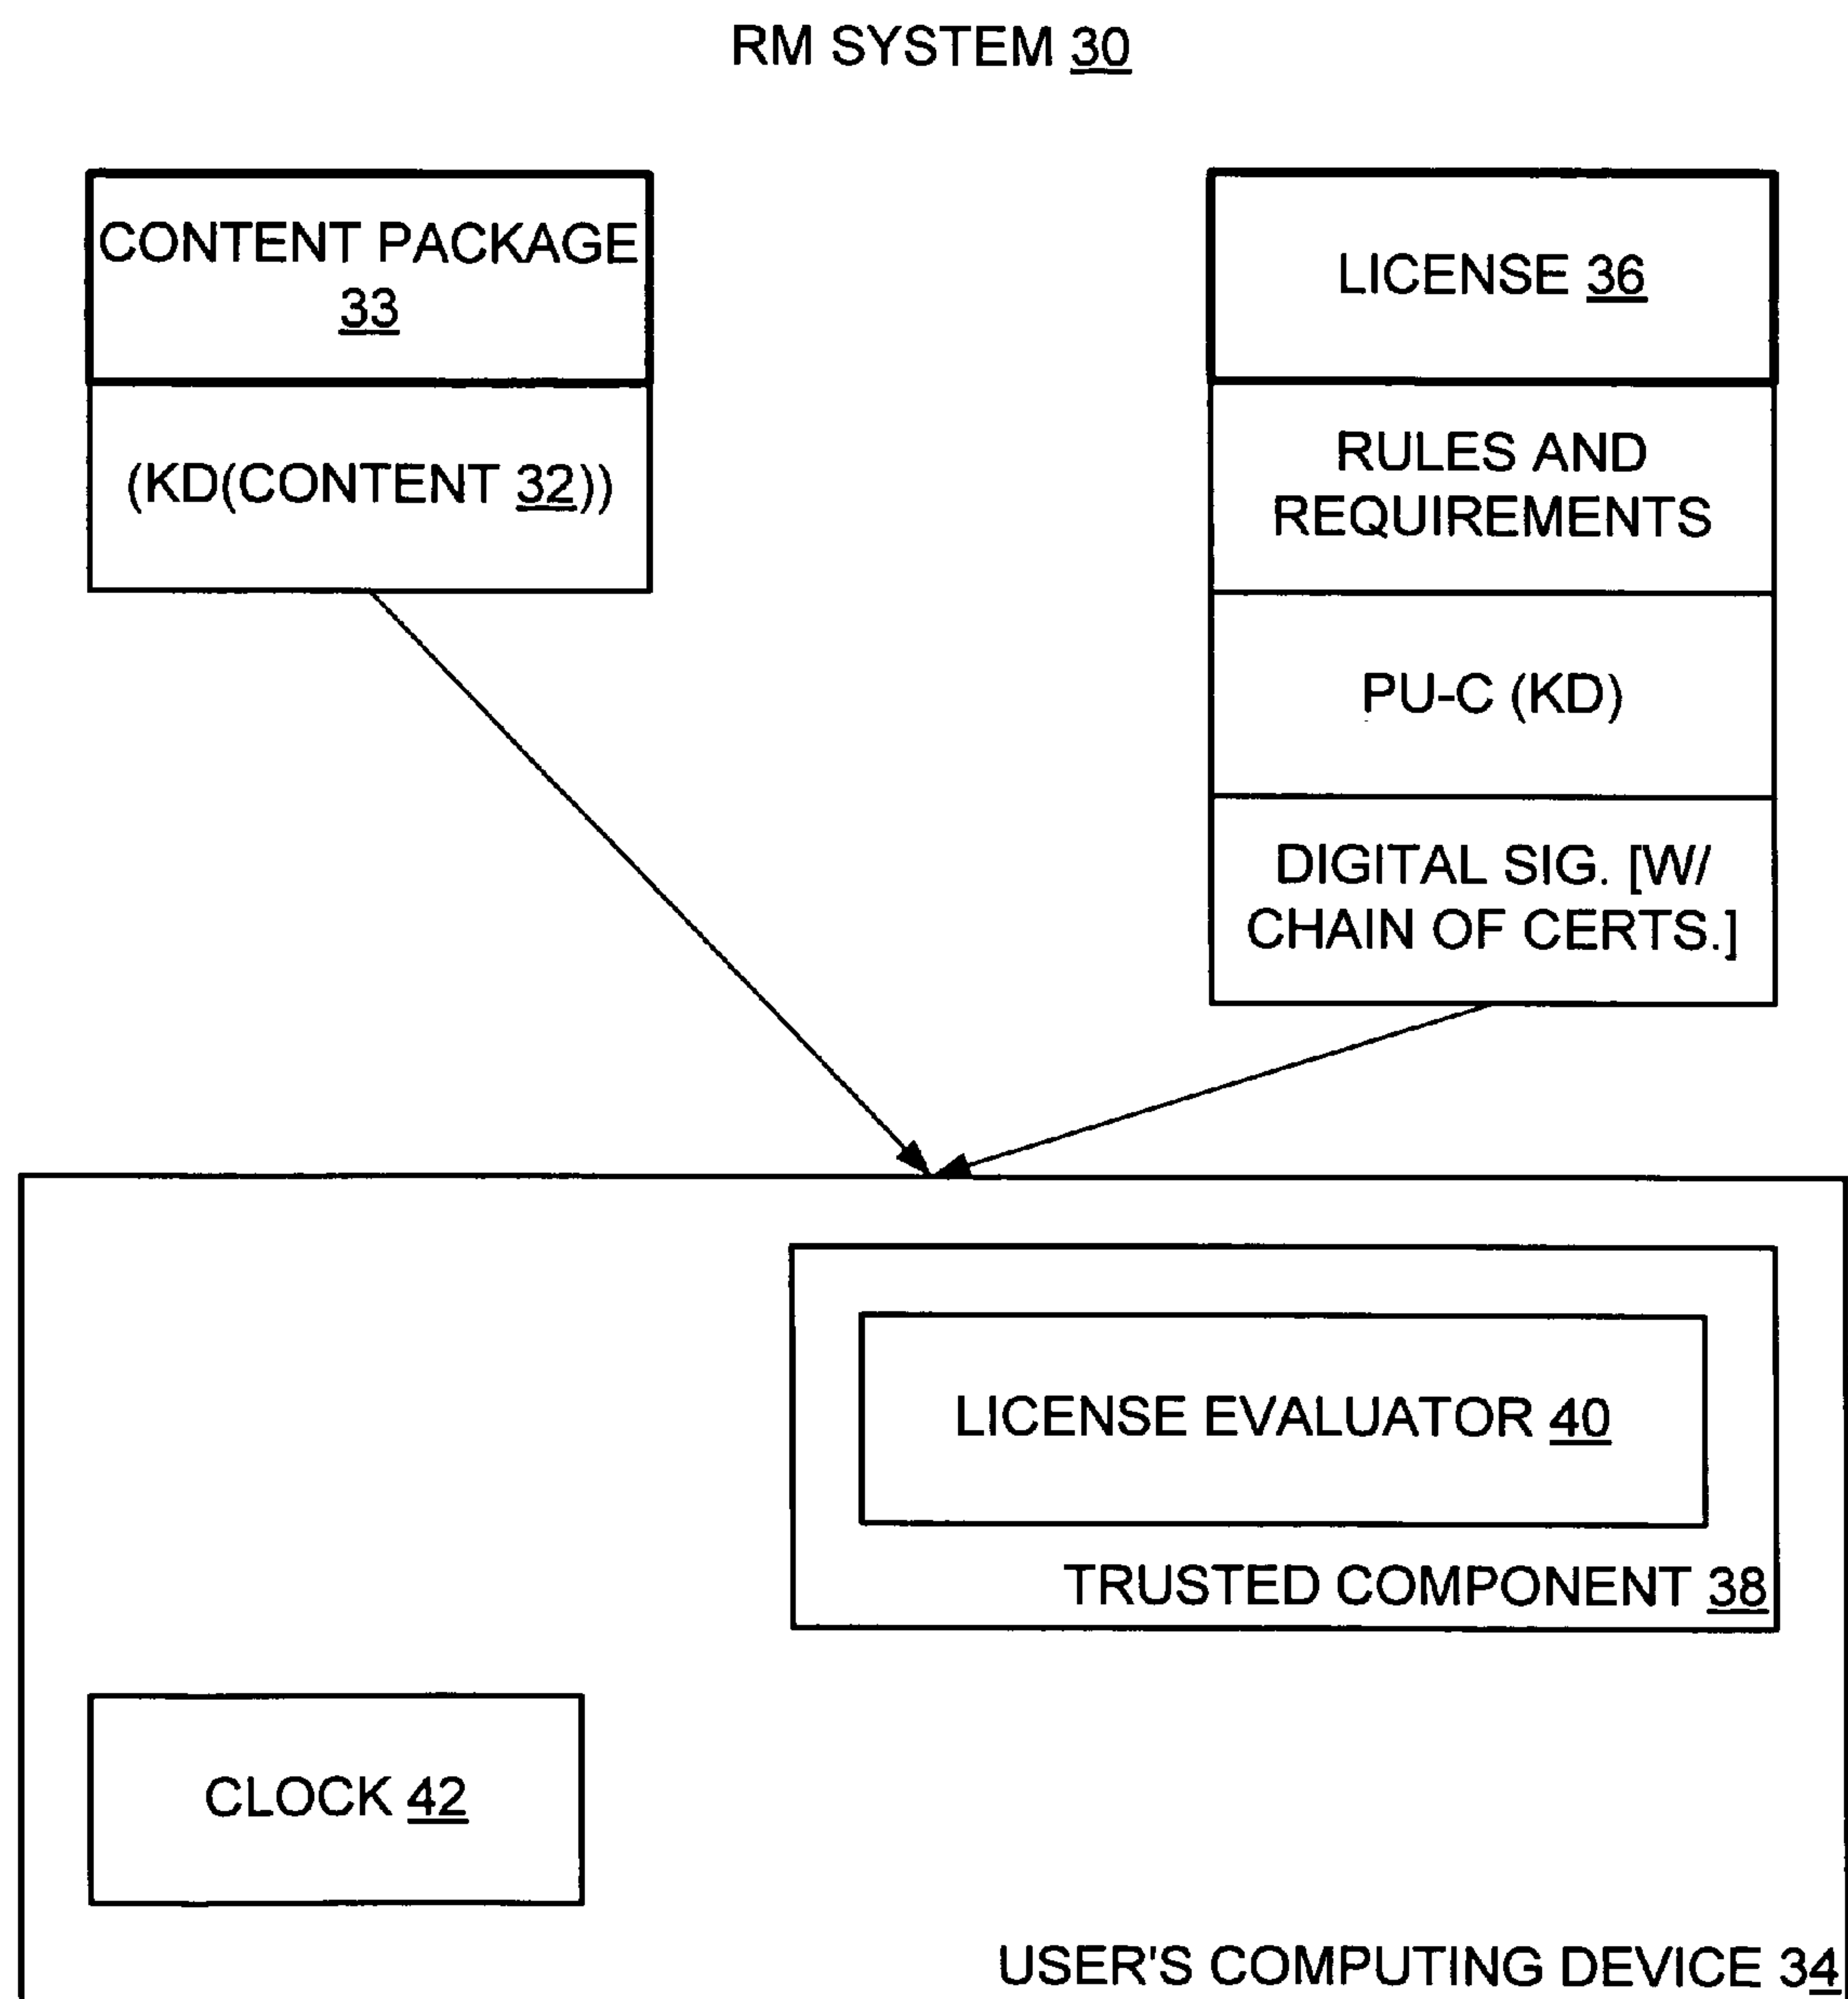 RM SYSTEM 30
CONTENT PACKAGE
33
(KD(CONTENT 32))
LICENSE 36
RULES AND
REQUIREMENTS
PU-C (KD)
DIGITAL SIG. [W/
CHAIN OF CERTS.]
LICENSE EVALUATOR 40
TRUSTED COMPONENT 38
CLOCK 42
USER'S COMPUTING DEVICE 34